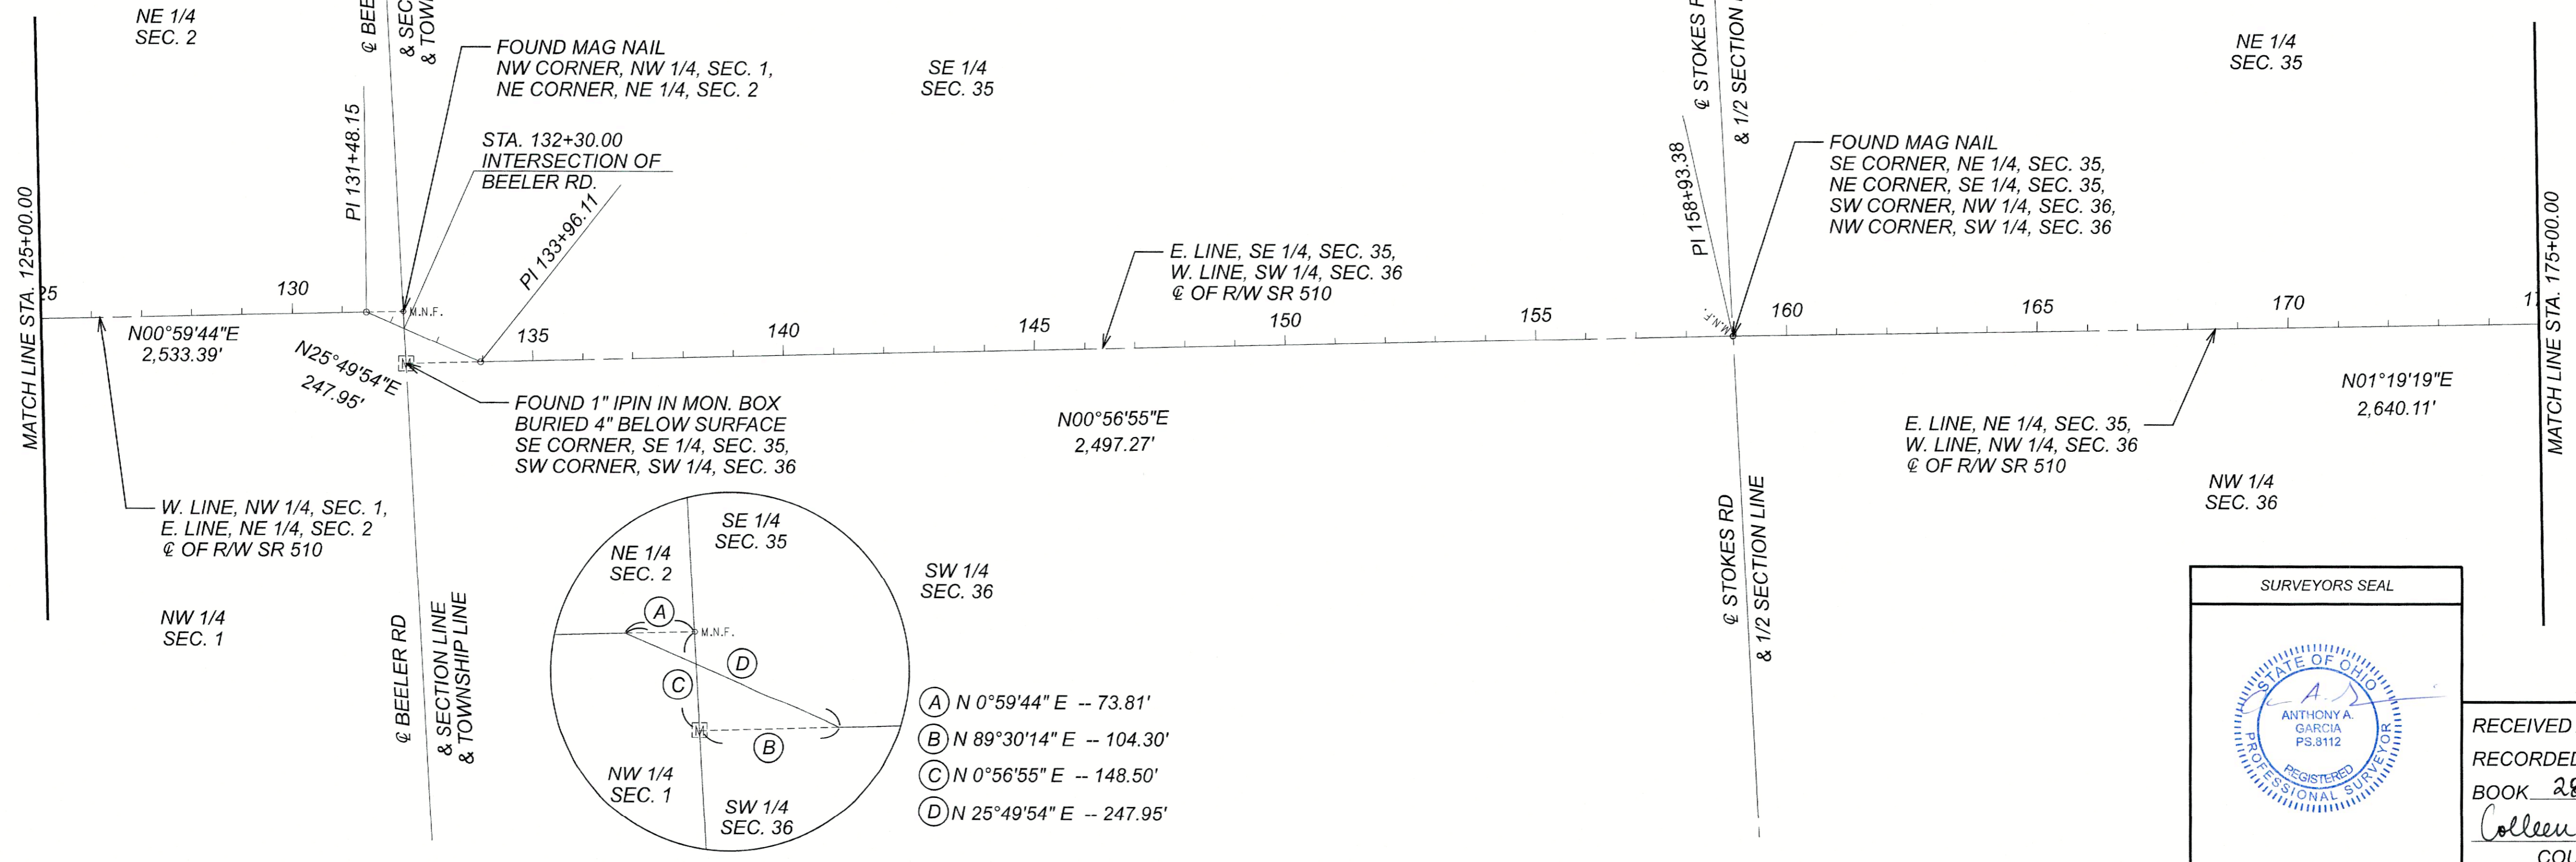 NE 1/4
SEC. 2
℄ BEE
& SEC
& TOW
FOUND MAG NAIL
NW CORNER, NW 1/4, SEC. 1,
NE CORNER, NE 1/4, SEC. 2
SE 1/4
SEC. 35
℄ STOKES
& 1/2 SECTION
NE 1/4
SEC. 35
PI 131+48.15
STA. 132+30.00
INTERSECTION OF
BEELER RD.
PI 133+96.11
PI 158+93.38
FOUND MAG NAIL
SE CORNER, NE 1/4, SEC. 35,
NE CORNER, SE 1/4, SEC. 35,
SW CORNER, NW 1/4, SEC. 36,
NW CORNER, SW 1/4, SEC. 36
MATCH LINE STA. 125+00.00
MATCH LINE STA. 175+00.00
E. LINE, SE 1/4, SEC. 35,
W. LINE, SW 1/4, SEC. 36
℄ OF R/W SR 510
25
130
135
140
145
150
155
160
165
170
M.N.F.
M.N.F.
N00°59'44"E
2,533.39'
N25°49'54"E
247.95'
M
FOUND 1" IPIN IN MON. BOX
BURIED 4" BELOW SURFACE
SE CORNER, SE 1/4, SEC. 35,
SW CORNER, SW 1/4, SEC. 36
N00°56'55"E
2,497.27'
N01°19'19"E
2,640.11'
E. LINE, NE 1/4, SEC. 35,
W. LINE, NW 1/4, SEC. 36
℄ OF R/W SR 510
NW 1/4
SEC. 36
W. LINE, NW 1/4, SEC. 1,
E. LINE, NE 1/4, SEC. 2
℄ OF R/W SR 510
NW 1/4
SEC. 1
℄ BEELER RD
& SECTION LINE
& TOWNSHIP LINE
SE 1/4
SEC. 35
NE 1/4
SEC. 2
A
M.N.F.
D
C
M
B
NW 1/4
SEC. 1
SW 1/4
SEC. 36
SW 1/4
SEC. 36
A N 0°59'44" E -- 73.81'
B N 89°30'14" E -- 104.30'
C N 0°56'55" E -- 148.50'
D N 25°49'54" E -- 247.95'
℄ STOKES RD
& 1/2 SECTION LINE
SURVEYORS SEAL
STATE OF OHIO
ANTHONY A.
GARCIA
PS.8112
REGISTERED
PROFESSIONAL SURVEYOR
RECEIVED
RECORDED
BOOK 28
Colleen
COU